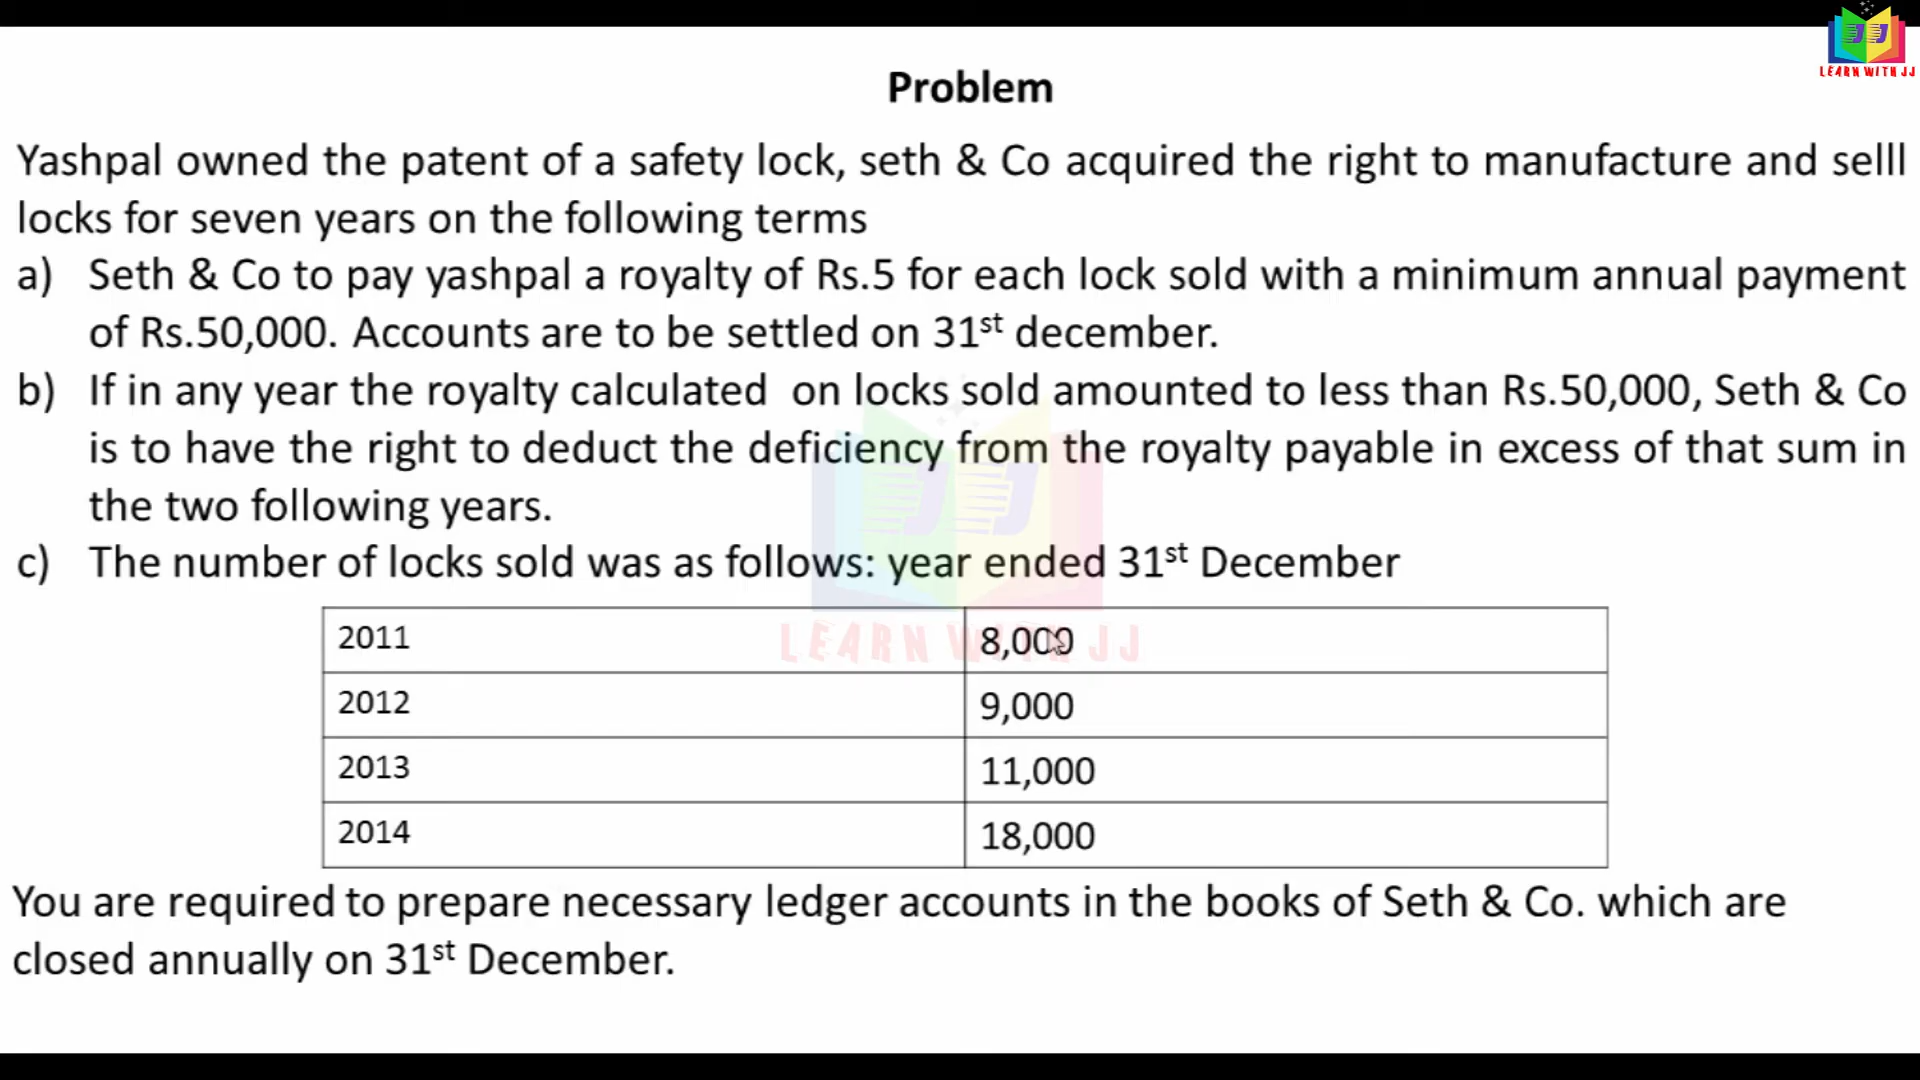 LEARN WITH JJ
Problem
Yashpal owned the patent of a safety lock, seth & Co acquired the right to manufacture and selll
locks for seven years on the following terms
a) Seth & Co to pay yashpal a royalty of Rs.5 for each lock sold with a minimum annual payment
of Rs.50,000. Accounts are to be settled on 31st december.
b) If in any year the royalty calculated on locks sold amounted to less than Rs.50,000, Seth & Co
is to have the right to deduct the deficiency from the royalty payable in excess of that sum in
the two following years.
c) The number of locks sold was as follows: year ended 31st December
2011 8,000
LEARN WITH JJ
2012 9,000
2013 11,000
2014 18,000
You are required to prepare necessary ledger accounts in the books of Seth & Co. which are
closed annually on 31st December.